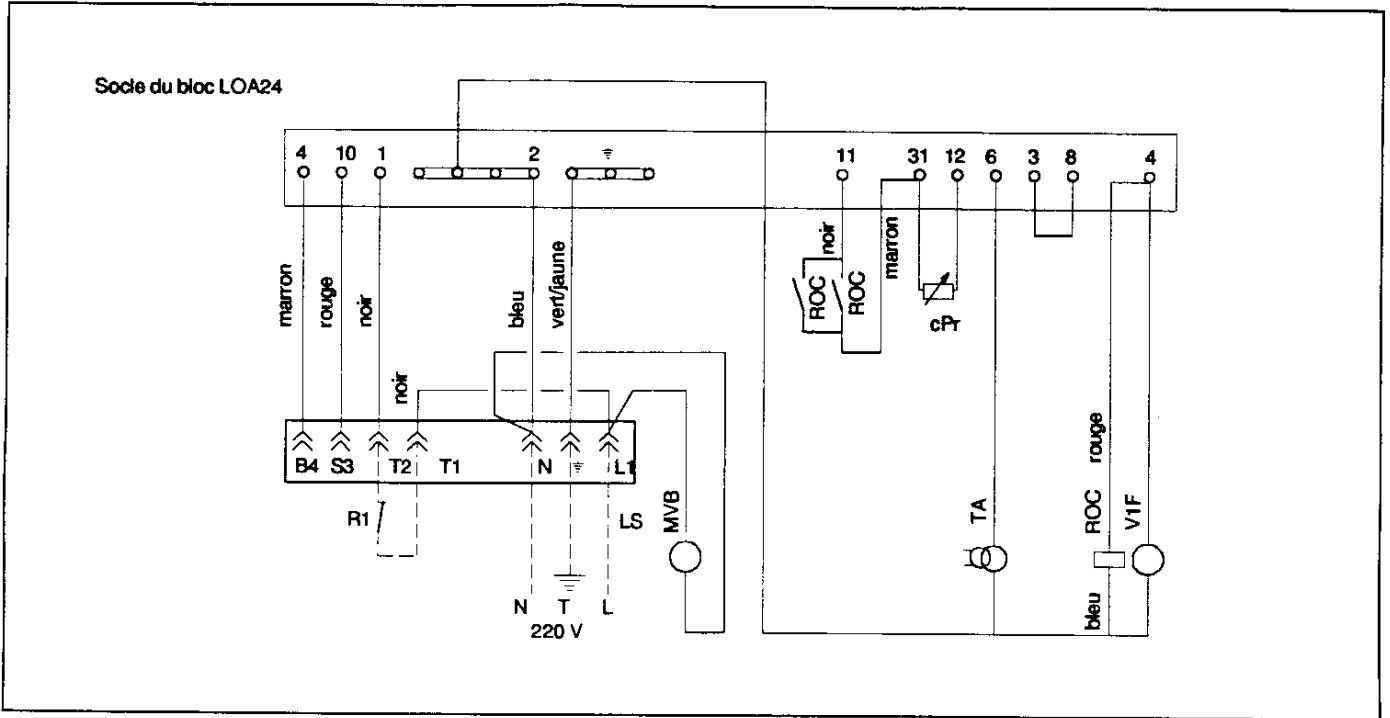 Socle du bloc LOA24
4 10 1 2 ⏚ 11 31 12 6 3 8 4
marron
rouge
noir
noir
bleu
vert/jaune
noir
ROC
ROC
marron
cPr
B4 S3 T2 T1 N ⏚ L1
R1
LS
MVB
N T L
220 V
TA
rouge
ROC
bleu
V1F